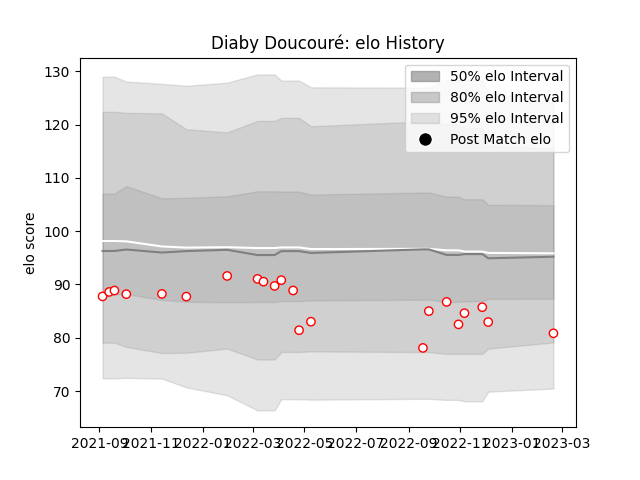 Diaby Doucouré: elo History
130
120
110
100
90
80
70
elo score
50% elo Interval
80% elo Interval
95% elo Interval
Post Match elo
2021-09 2021-11 2022-01 2022-03 2022-05 2022-07 2022-09 2022-11 2023-01 2023-03